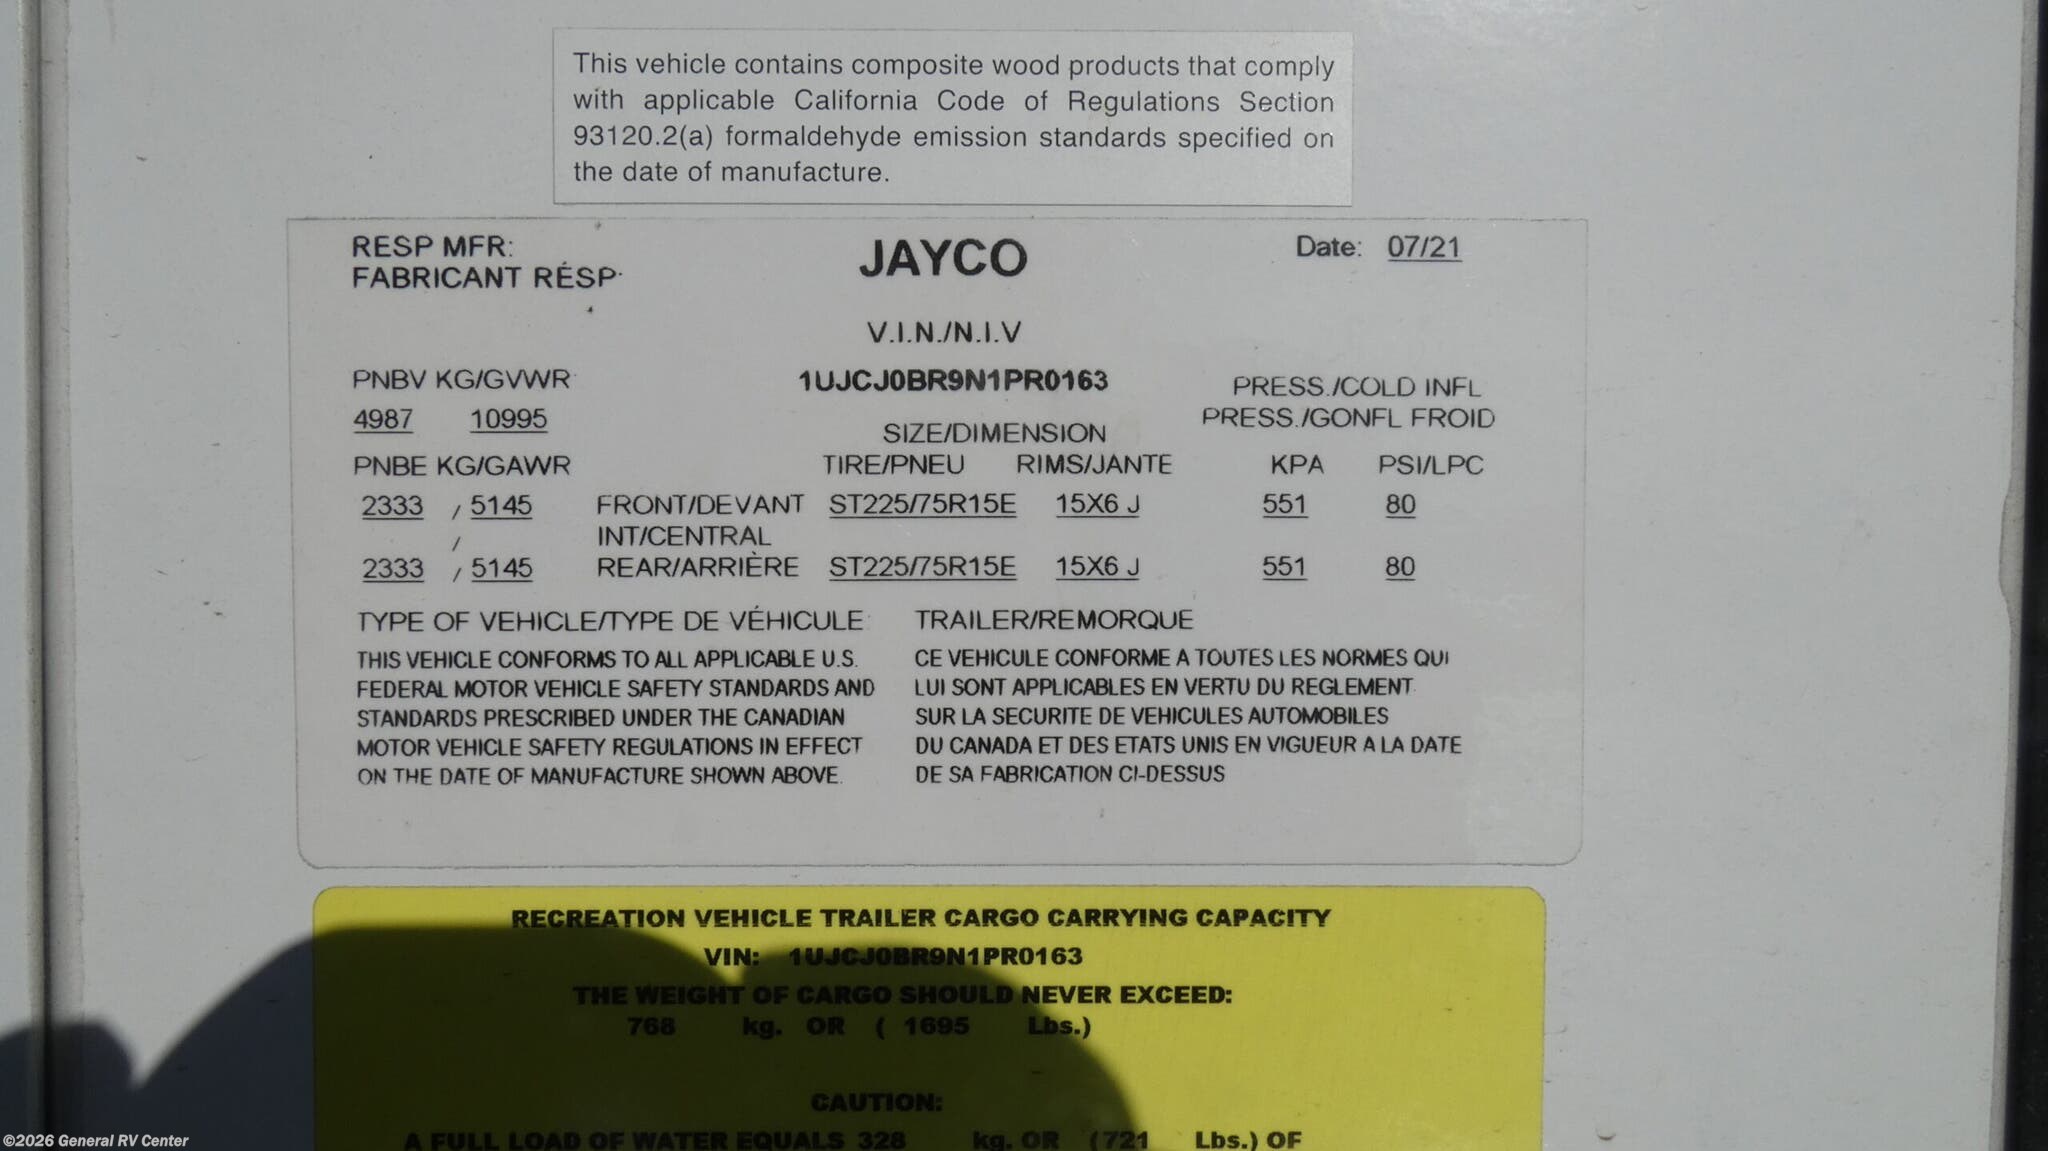 This vehicle contains composite wood products that comply
with applicable California Code of Regulations Section
93120.2(a) formaldehyde emission standards specified on
the date of manufacture.
RESP MFR:
FABRICANT RÉSP
JAYCO
Date: 07/21
V.I.N./N.I.V
1UJCJ0BR9N1PR0163
PNBV KG/GVWR
4987 10995
PRESS./COLD INFL
PRESS./GONFL FROID
SIZE/DIMENSION
PNBE KG/GAWR TIRE/PNEU RIMS/JANTE KPA PSI/LPC
2333 / 5145 FRONT/DEVANT ST225/75R15E 15X6 J 551 80
/ INT/CENTRAL
2333 / 5145 REAR/ARRIÈRE ST225/75R15E 15X6 J 551 80
TYPE OF VEHICLE/TYPE DE VÉHICULE: TRAILER/REMORQUE
THIS VEHICLE CONFORMS TO ALL APPLICABLE U.S.
FEDERAL MOTOR VEHICLE SAFETY STANDARDS AND
STANDARDS PRESCRIBED UNDER THE CANADIAN
MOTOR VEHICLE SAFETY REGULATIONS IN EFFECT
ON THE DATE OF MANUFACTURE SHOWN ABOVE.
CE VEHICULE CONFORME A TOUTES LES NORMES QUI
LUI SONT APPLICABLES EN VERTU DU REGLEMENT
SUR LA SECURITE DE VEHICULES AUTOMOBILES
DU CANADA ET DES ETATS UNIS EN VIGUEUR A LA DATE
DE SA FABRICATION CI-DESSUS
RECREATION VEHICLE TRAILER CARGO CARRYING CAPACITY
VIN: 1UJCJ0BR9N1PR0163
THE WEIGHT OF CARGO SHOULD NEVER EXCEED:
768 kg. OR ( 1695 Lbs.)
CAUTION:
A FULL LOAD OF WATER EQUALS 328 kg. OR (721 Lbs.) OF
©2026 General RV Center